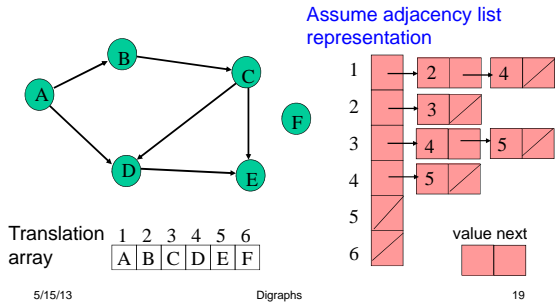 Assume adjacency list
representation
A
B
C
D
E
F
1 2 4
2 3
3 4 5
4 5
5
6
value next
Translation
array
1 2 3 4 5 6
A B C D E F
5/15/13
Digraphs
19